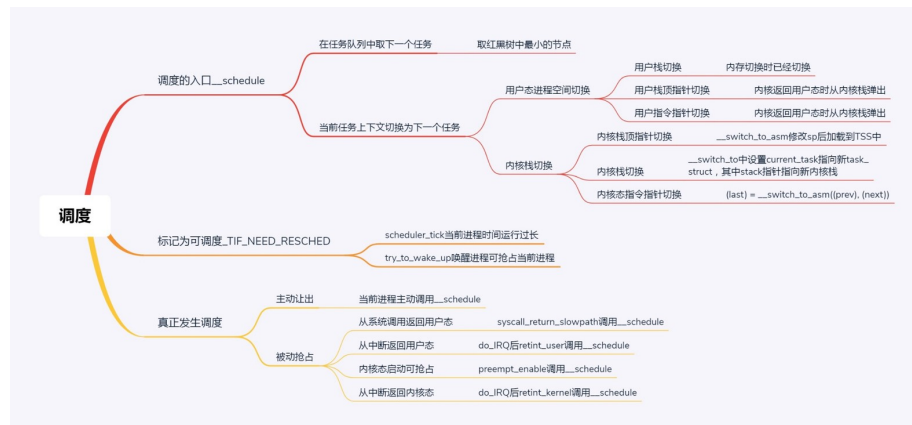 调度
调度的入口__schedule
在任务队列中取下一个任务
取红黑树中最小的节点
当前任务上下文切换为下一个任务
用户态进程空间切换
用户栈切换
内存切换时已经切换
用户栈顶指针切换
内核返回用户态时从内核栈弹出
用户指令指针切换
内核返回用户态时从内核栈弹出
内核栈切换
内核栈顶指针切换
__switch_to_asm修改sp后加载到TSS中
内核栈切换
__switch_to中设置current_task指向新task_
struct，其中stack指针指向新内核栈
内核态指令指针切换
(last) = __switch_to_asm((prev), (next))
标记为可调度_TIF_NEED_RESCHED
scheduler_tick当前进程时间运行过长
try_to_wake_up唤醒进程可抢占当前进程
真正发生调度
主动让出
当前进程主动调用__schedule
被动抢占
从系统调用返回用户态
syscall_return_slowpath调用__schedule
从中断返回用户态
do_IRQ后retint_user调用__schedule
内核态启动可抢占
preempt_enable调用__schedule
从中断返回内核态
do_IRQ后retint_kernel调用__schedule